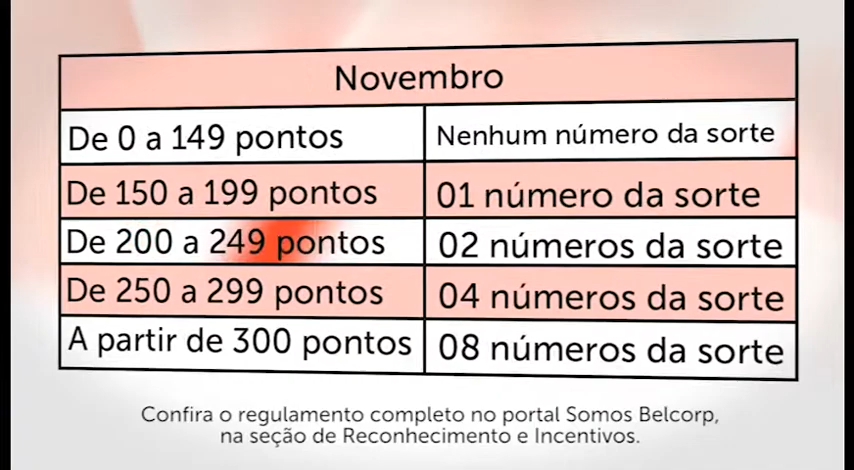 Novembro
De 0 a 149 pontos
Nenhum número da sorte
De 150 a 199 pontos
01 número da sorte
De 200 a 249 pontos
02 números da sorte
De 250 a 299 pontos
04 números da sorte
A partir de 300 pontos
08 números da sorte
Confira o regulamento completo no portal Somos Belcorp,
na seção de Reconhecimento e Incentivos.